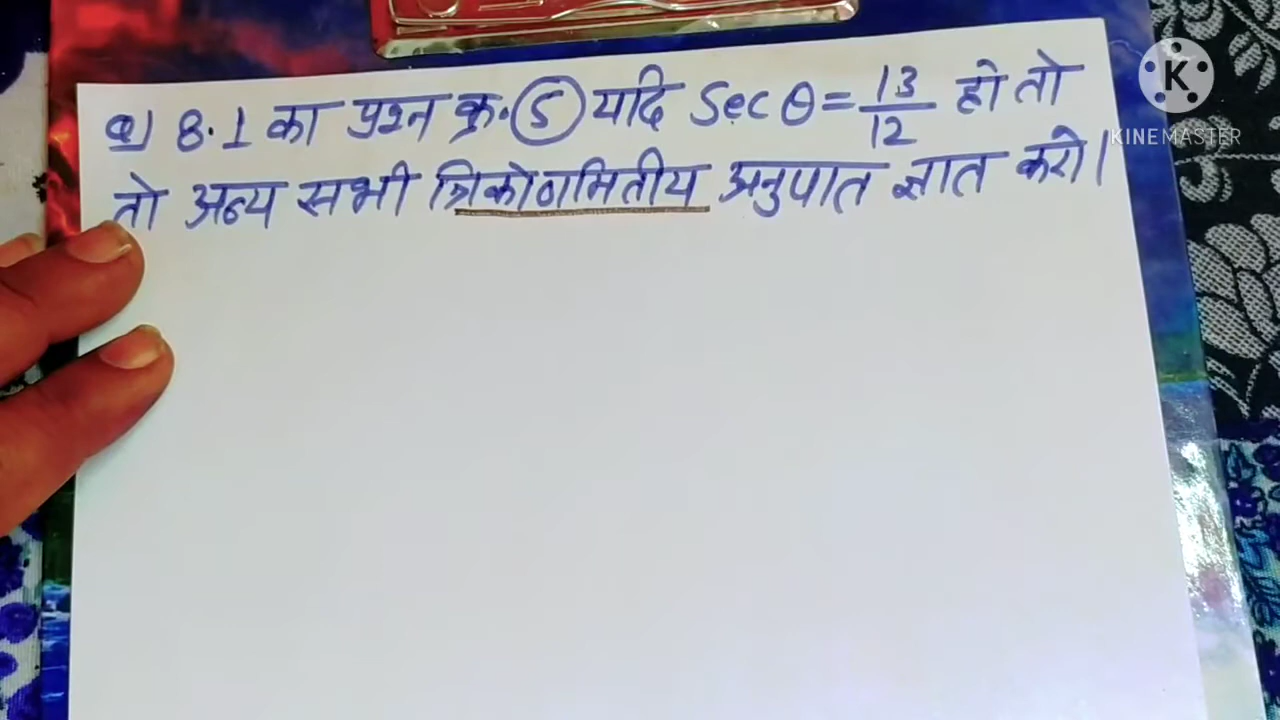 Q) 8.1 का प्रश्न क्र. 5 यदि Sec θ = 13/12 हो तो
तो अन्य सभी त्रिकोणमितीय अनुपात ज्ञात करो।
K
KINEMASTER